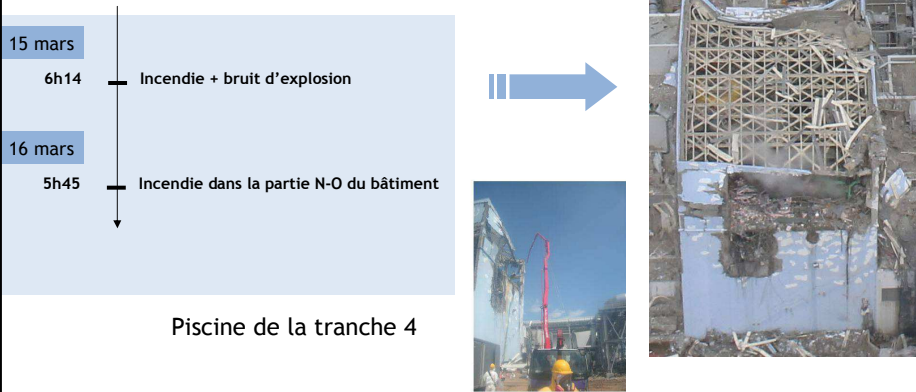 15 mars
6h14 Incendie + bruit d’explosion
16 mars
5h45 Incendie dans la partie N-O du bâtiment
Piscine de la tranche 4